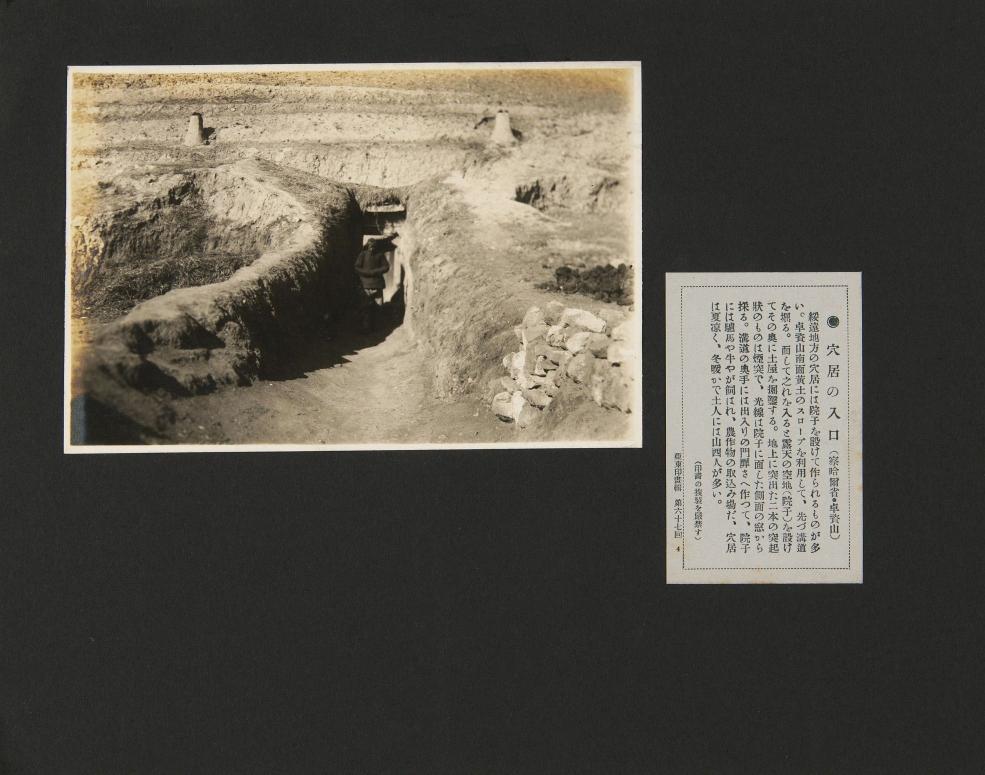 ●穴居の入口（察哈爾省・卓資山）
綏遠地方の穴居には院子を設けて作られるものが多
い。卓資山南面黄土のスロープを利用して、先づ溝道
を堀る。而して之れを入ると露天の空地（院子）を設け
てその奥に土屋を掘鑿する。地上に突出た二本の突起
狀のものは煙突で、光線は院子に面した側面の窓から
採る。溝道の奥手には出入りの門扉さへ作つて、院子
には驢馬や牛やが飼はれ、農作物の取込み場だ、穴居
は夏凉く、冬暖かで土人には山西人が多い。
（印畫の複製を嚴禁す）
亞東印畫輯　第六十七回　4